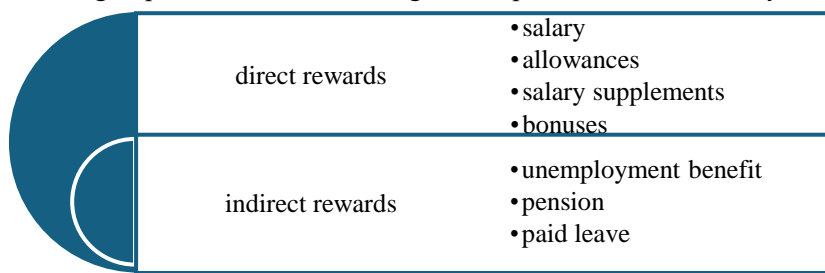 direct rewards
•salary
•allowances
•salary supplements
•bonuses
indirect rewards
•unemployment benefit
•pension
•paid leave